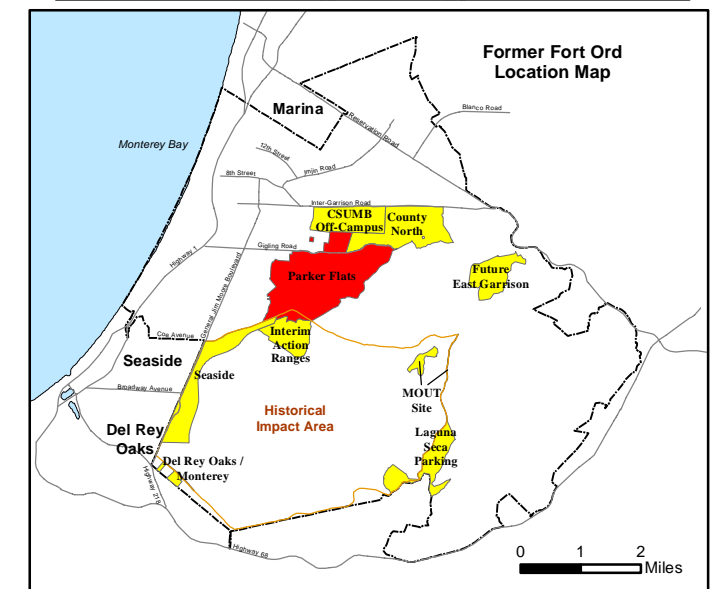 Former Fort Ord
Location Map
Marina
Blanco Road
Reservation Road
Monterey Bay
12th Street
Imjin Road
8th Street
Inter-Garrison Road
CSUMB
Off-Campus
County
North
Gigling Road
Highway 1
General Jim Moore Boulevard
Parker Flats
Future
East Garrison
Coe Avenue
Interim
Action
Ranges
Seaside
Seaside
Broadway Avenue
MOUT
Site
Historical
Impact Area
Del Rey
Oaks
Laguna
Seca
Parking
Del Rey Oaks /
Monterey
Highway 218
Highway 68
0 1 2
Miles